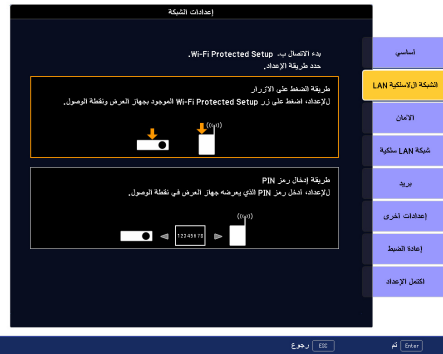 إعدادات الشبكة
بدء الاتصال بـ Wi-Fi Protected Setup.
حدد طريقة الإعداد.
طريقة الضغط على الازرار
للإعداد، اضغط على زر Wi-Fi Protected Setup الموجود بجهاز العرض ونقطة الوصول.
طريقة إدخال رمز PIN
للإعداد، أدخل رمز PIN الذي يعرضه جهاز العرض في نقطة الوصول.
12345678
أساسي
الشبكة اللاسلكية LAN
الأمان
شبكة LAN سلكية
بريد
إعدادات أخرى
إعادة الضبط
اكتمل الإعداد
Enter تم
ESC رجوع